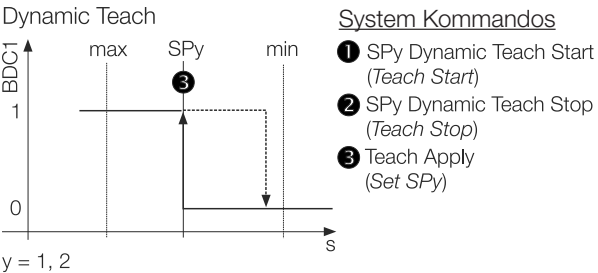 Dynamic Teach
BDC1
max
SPy
min
3
1
0
s
y = 1, 2
System Kommandos
1 SPy Dynamic Teach Start
(Teach Start)
2 SPy Dynamic Teach Stop
(Teach Stop)
3 Teach Apply
(Set SPy)